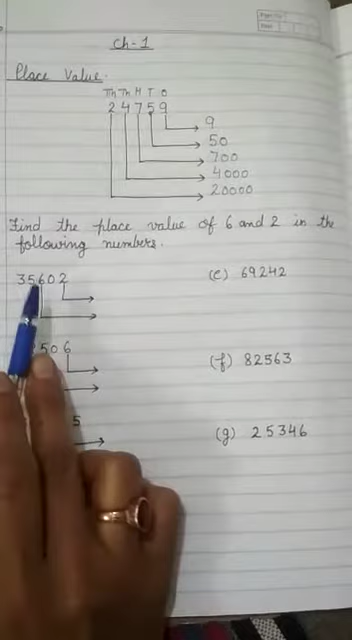 Ch-1
Place Value.
TTh Th H T O
2 4 7 5 9
9
50
700
4000
20000
Find the place value of 6 and 2 in the
following numbers.
35602
(e) 69242
506
(f) 82563
5
(g) 25346